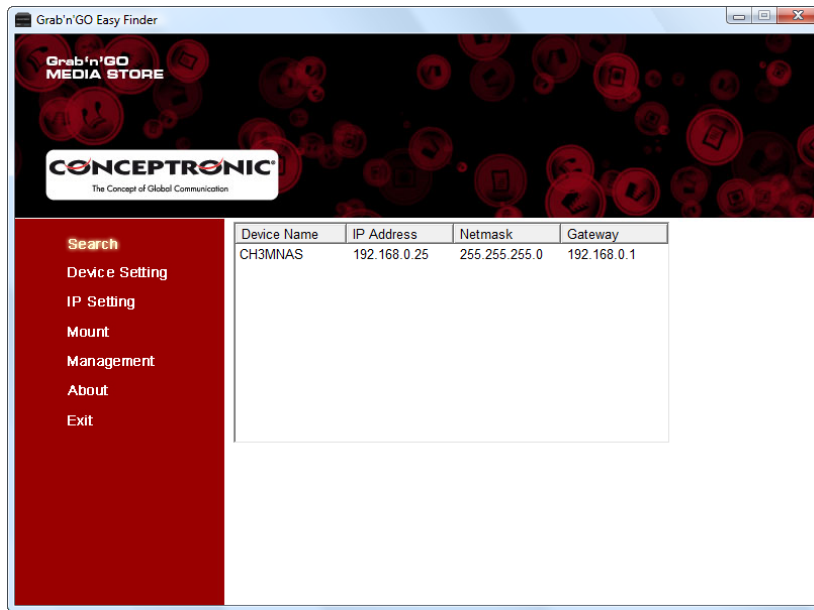 Grab'n'GO Easy Finder
Grab'n'GO
MEDIA STORE
CONCEPTRONIC®
The Concept of Global Communication
Search
Device Setting
IP Setting
Mount
Management
About
Exit
Device Name IP Address Netmask Gateway
CH3MNAS 192.168.0.25 255.255.255.0 192.168.0.1